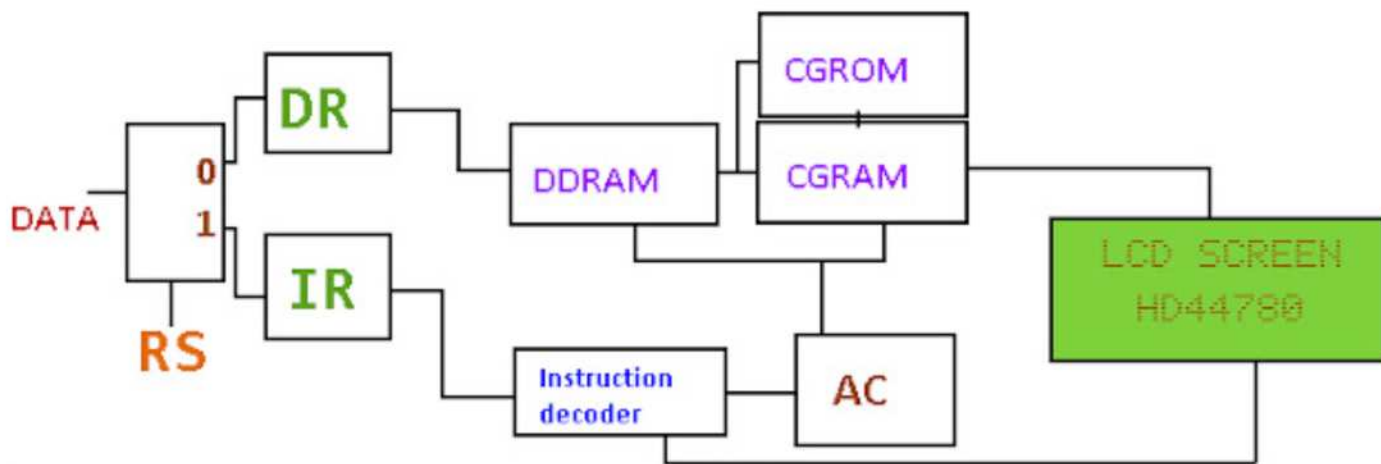 DATA
0
1
RS
DR
IR
DDRAM
CGROM
CGRAM
Instruction
decoder
AC
LCD SCREEN
HD44780